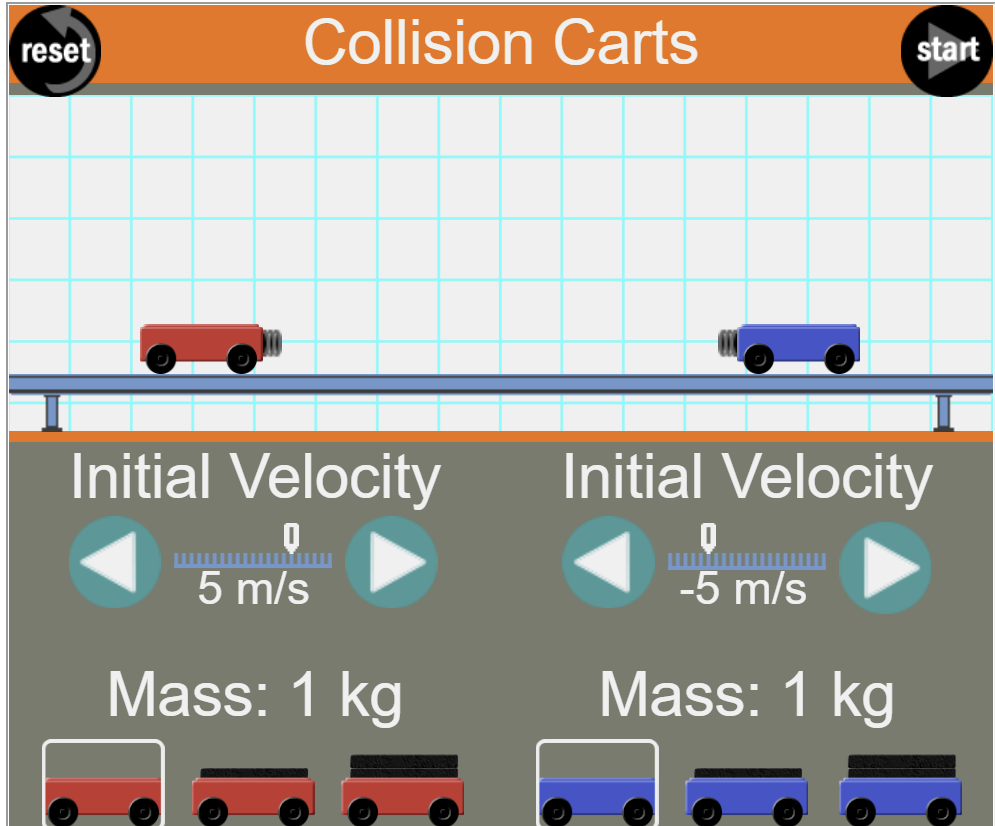 reset
Collision Carts
start
Initial Velocity
Initial Velocity
5 m/s
-5 m/s
Mass: 1 kg
Mass: 1 kg